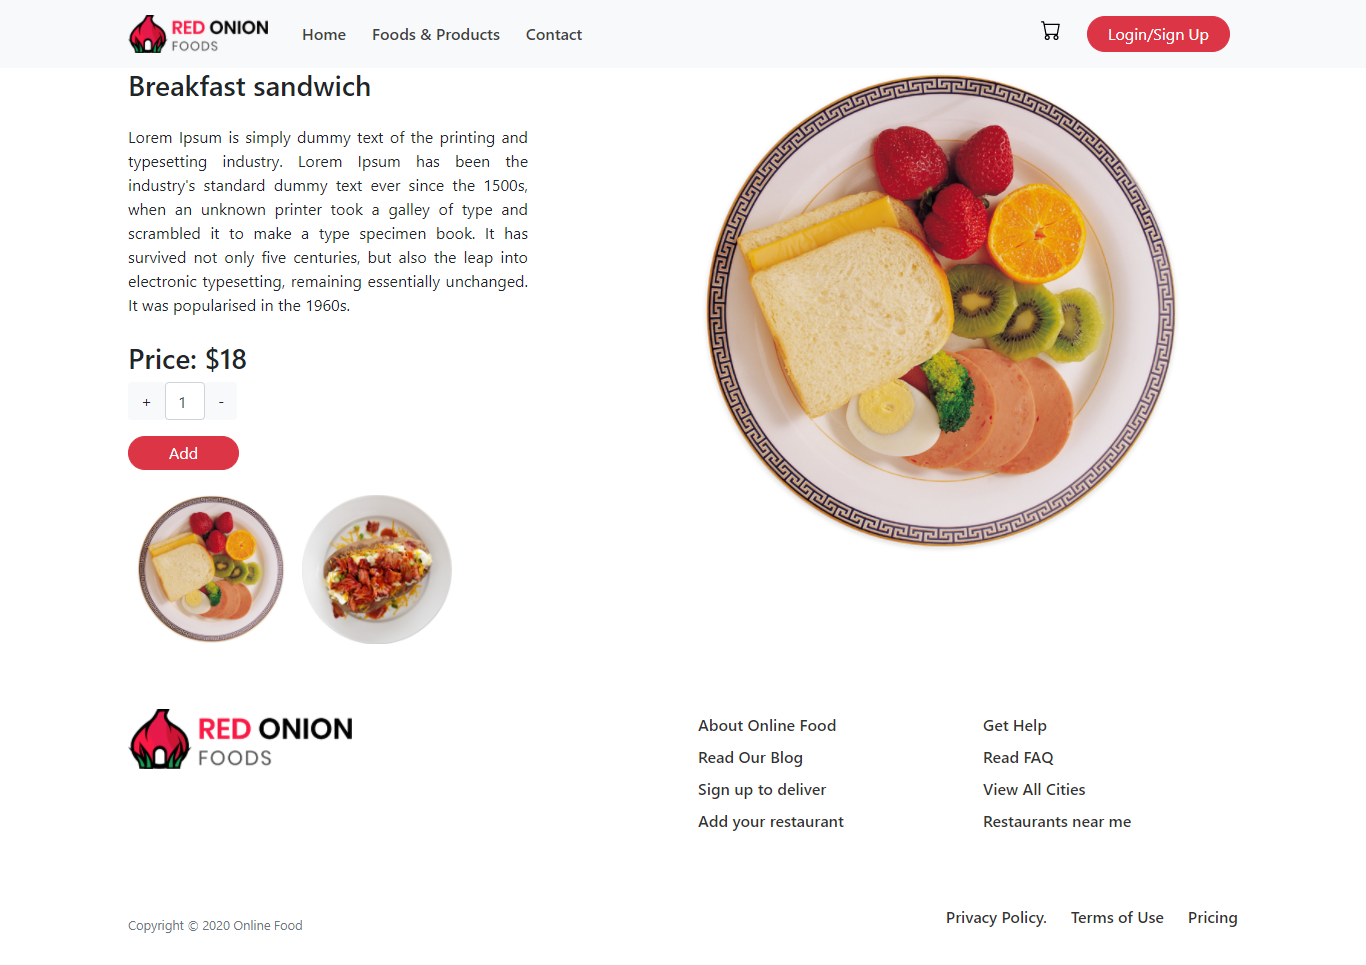 RED ONION
FOODS
Home
Foods & Products
Contact
Login/Sign Up
Breakfast sandwich
Lorem Ipsum is simply dummy text of the printing and
typesetting industry. Lorem Ipsum has been the
industry's standard dummy text ever since the 1500s,
when an unknown printer took a galley of type and
scrambled it to make a type specimen book. It has
survived not only five centuries, but also the leap into
electronic typesetting, remaining essentially unchanged.
It was popularised in the 1960s.
Price: $18
+ 1 -
Add
RED ONION
FOODS
About Online Food
Read Our Blog
Sign up to deliver
Add your restaurant
Get Help
Read FAQ
View All Cities
Restaurants near me
Copyright © 2020 Online Food
Privacy Policy.
Terms of Use
Pricing